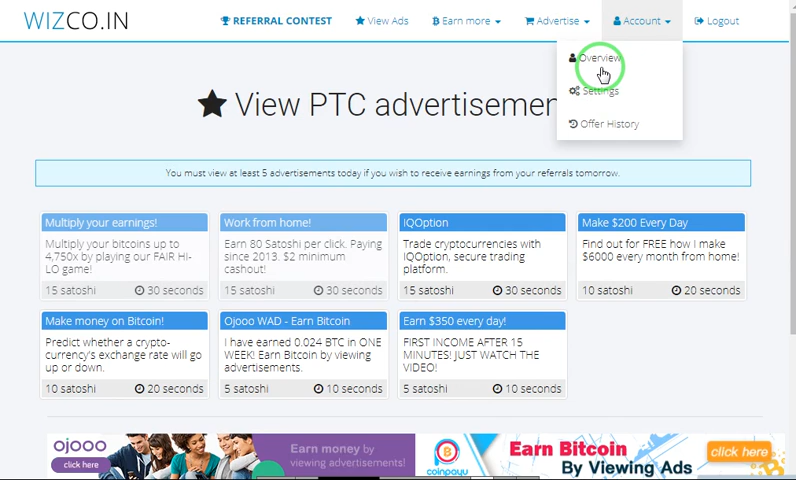 WIZCO.IN
REFERRAL CONTEST
View Ads
Earn more
Advertise
Account
Logout
Overview
Settings
Offer History
View PTC advertisemen
You must view at least 5 advertisements today if you wish to receive earnings from your referrals tomorrow.
Multiply your earnings!
Multiply your bitcoins up to
4,750x by playing our FAIR HI-
LO game!
15 satoshi
30 seconds
Work from home!
Earn 80 Satoshi per click. Paying
since 2013. $2 minimum
cashout!
15 satoshi
30 seconds
IQOption
Trade cryptocurrencies with
IQOption, secure trading
platform.
15 satoshi
30 seconds
Make $200 Every Day
Find out for FREE how I make
$6000 every month from home!
10 satoshi
20 seconds
Make money on Bitcoin!
Predict whether a crypto-
currency's exchange rate will go
up or down.
10 satoshi
20 seconds
Ojooo WAD - Earn Bitcoin
I have earned 0.024 BTC in ONE
WEEK! Earn Bitcoin by viewing
advertisements.
5 satoshi
10 seconds
Earn $350 every day!
FIRST INCOME AFTER 15
MINUTES! JUST WATCH THE
VIDEO!
5 satoshi
10 seconds
ojooo
click here
Earn money by
viewing advertisements!
coinpayu
Earn Bitcoin
By Viewing Ads
click here